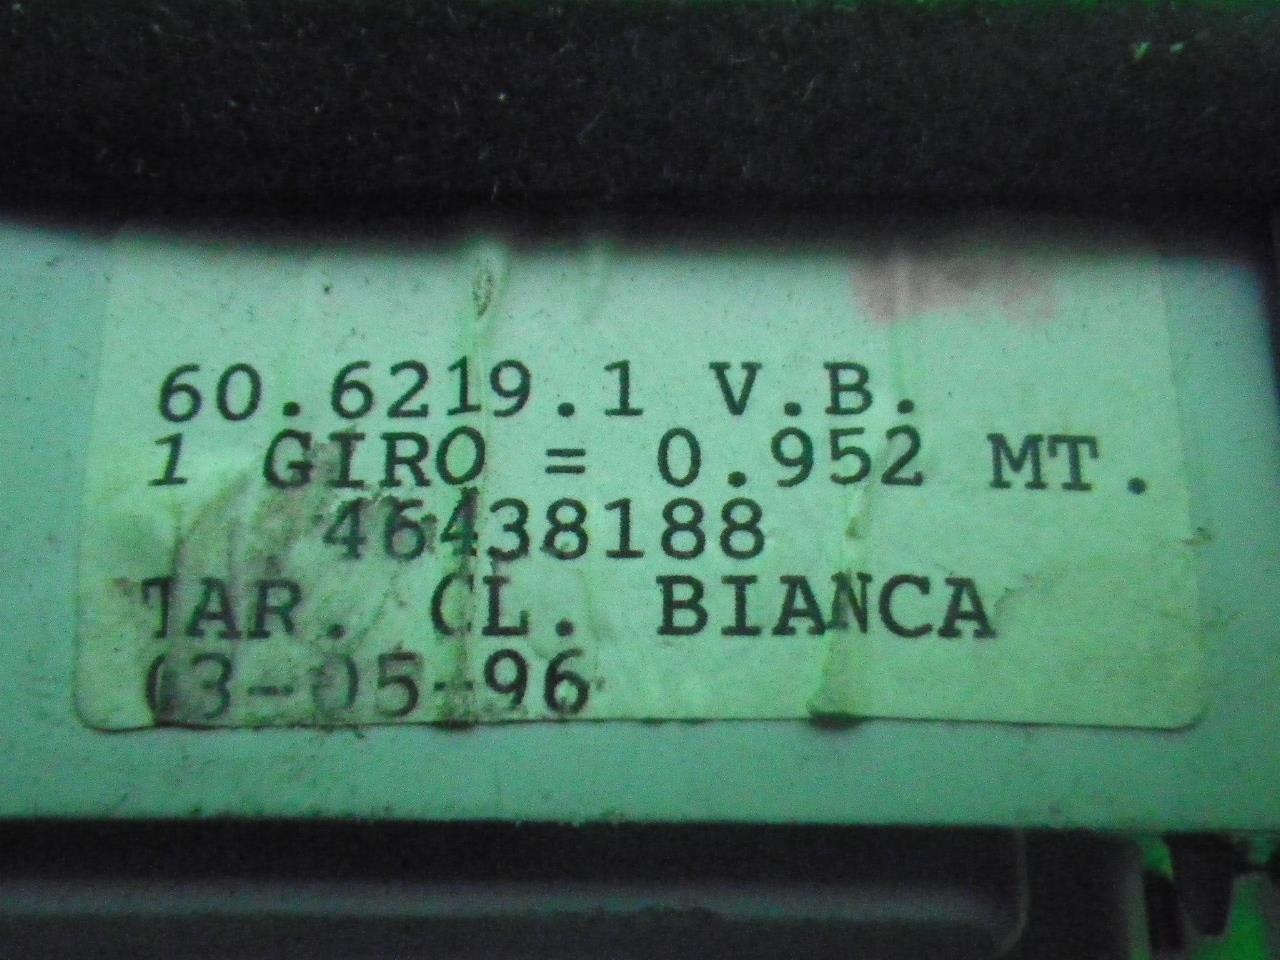 60.6219.1 V.B.
1 GIRO = 0.952 MT.
46438188
TAR. CL. BIANCA
03-05-96